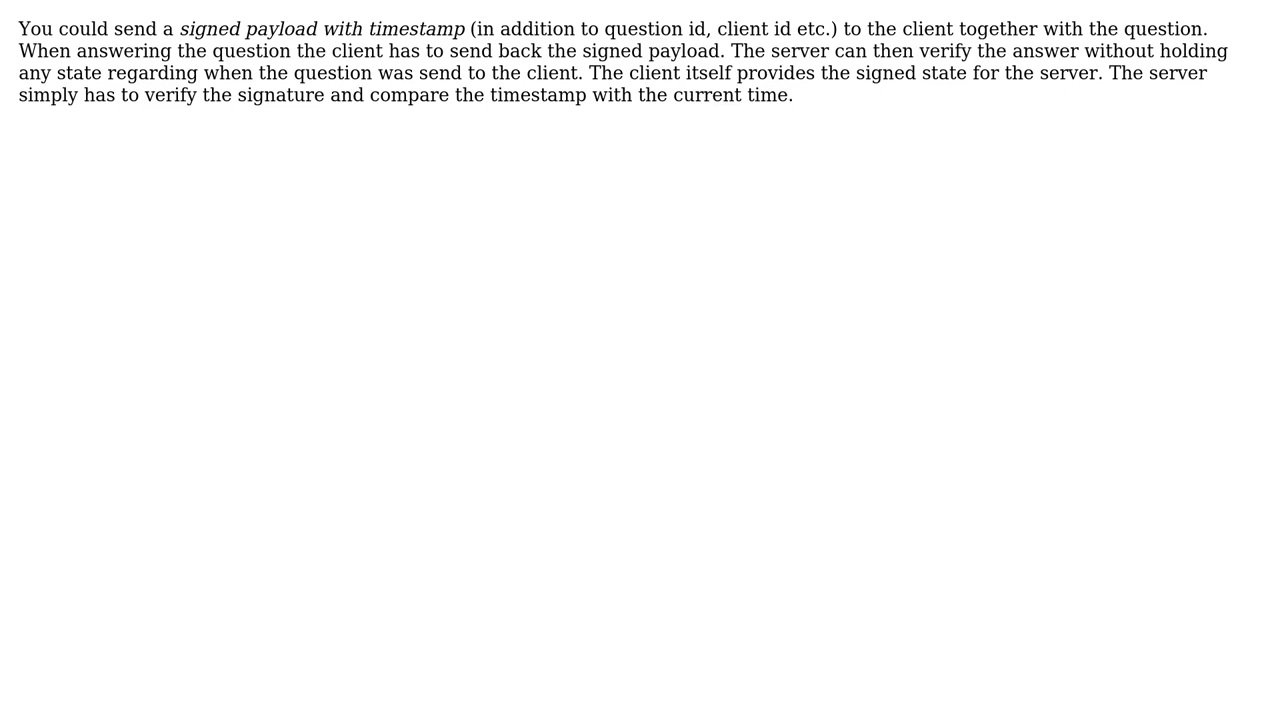 You could send a signed payload with timestamp (in addition to question id, client id etc.) to the client together with the question.
When answering the question the client has to send back the signed payload. The server can then verify the answer without holding
any state regarding when the question was send to the client. The client itself provides the signed state for the server. The server
simply has to verify the signature and compare the timestamp with the current time.